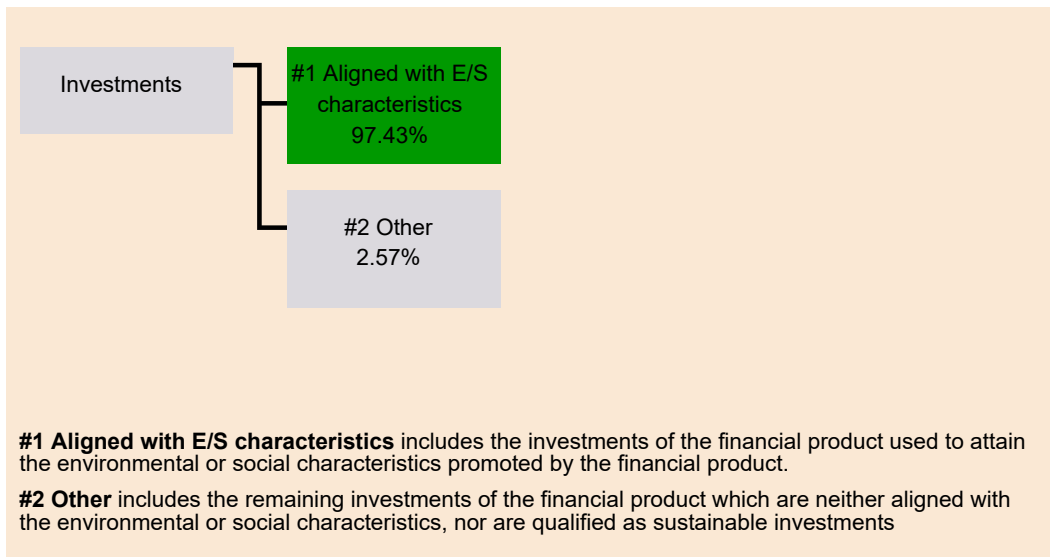 Investments
#1 Aligned with E/S
characteristics
97.43%
#2 Other
2.57%
#1 Aligned with E/S characteristics includes the investments of the financial product used to attain
the environmental or social characteristics promoted by the financial product.
#2 Other includes the remaining investments of the financial product which are neither aligned with
the environmental or social characteristics, nor are qualified as sustainable investments